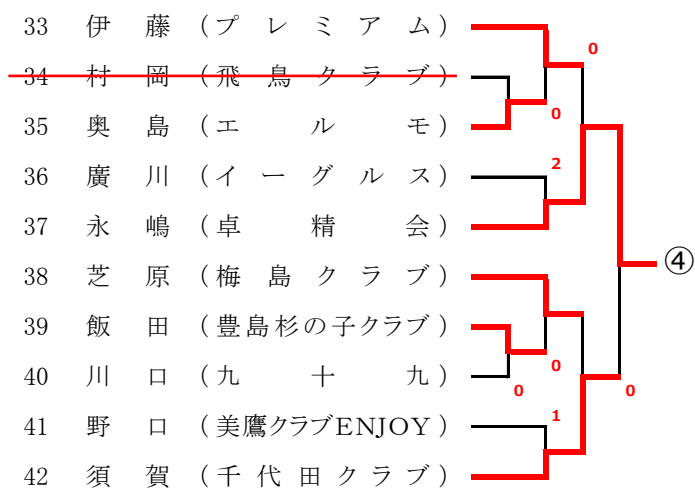 33 伊藤（プレミアム）
0
34 村岡（飛鳥クラブ）
0
35 奥島（エルモ）
2
36 廣川（イーグルス）
37 永嶋（卓精会）
④
38 芝原（梅島クラブ）
39 飯田（豊島杉の子クラブ）
0
40 川口（九十九）
0
0
41 野口（美鷹クラブENJOY）
1
42 須賀（千代田クラブ）